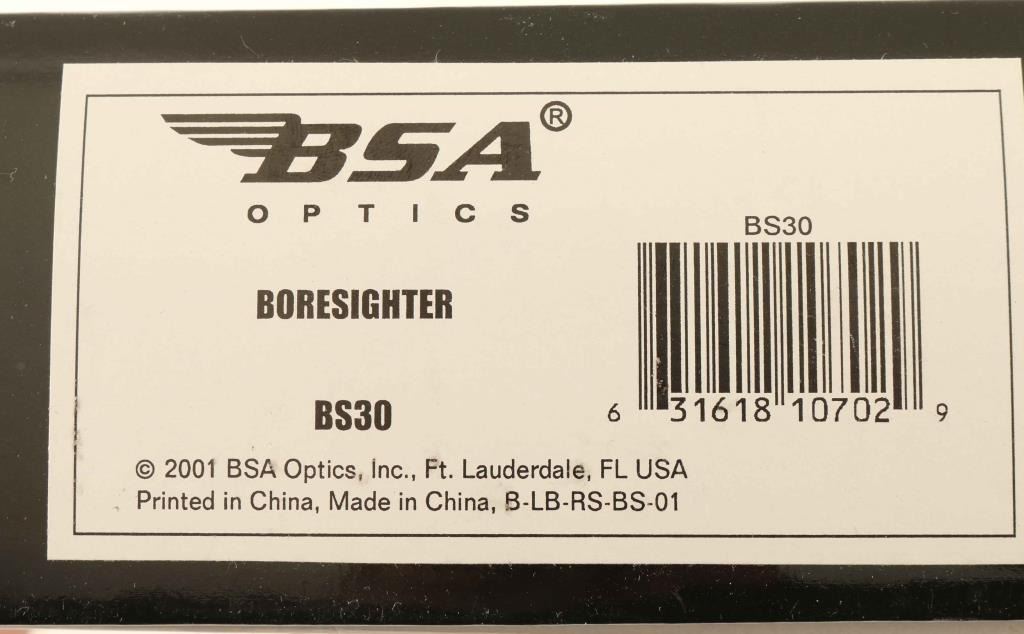 BSA®
OPTICS
BORESIGHTER
BS30
© 2001 BSA Optics, Inc., Ft. Lauderdale, FL USA
Printed in China, Made in China, B-LB-RS-BS-01
BS30
6 31618 10702 9